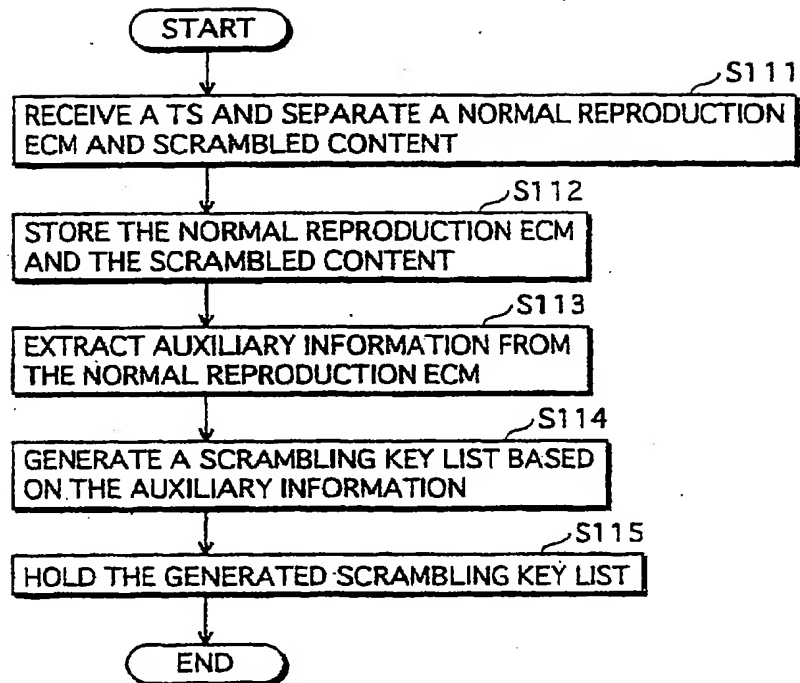 START
S111
RECEIVE A TS AND SEPARATE A NORMAL REPRODUCTION
ECM AND SCRAMBLED CONTENT
S112
STORE THE NORMAL REPRODUCTION ECM
AND THE SCRAMBLED CONTENT
S113
EXTRACT AUXILIARY INFORMATION FROM
THE NORMAL REPRODUCTION ECM
S114
GENERATE A SCRAMBLING KEY LIST BASED
ON THE AUXILIARY INFORMATION
S115
HOLD THE GENERATED SCRAMBLING KEY LIST
END